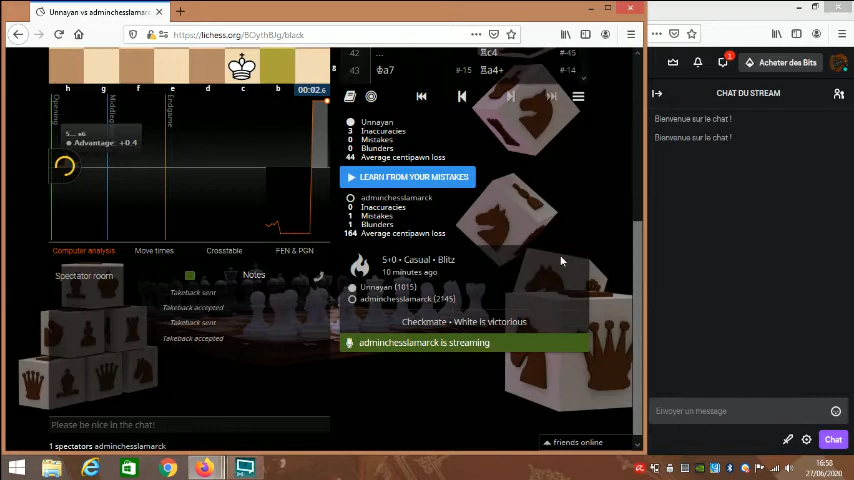 Unnayan vs adminchesslamarck
https://lichess.org/BOythBJg/black
h g f e d c b
8
00:02.6
Opening
Middlegame
Endgame
Advantage: +0.4
Computer analysis Move times Crosstable FEN & PGN
Spectator room
Notes
Takeback sent
Takeback accepted
Takeback sent
Takeback accepted
Please be nice in the chat!
1 spectators adminchesslamarck
42 ... ♖c4 #-45
43 ♔a7 #-15 ♖a4+ #-14
Unnayan
3 Inaccuracies
0 Mistakes
0 Blunders
44 Average centipawn loss
LEARN FROM YOUR MISTAKES
adminchesslamarck
0 Inaccuracies
1 Mistakes
1 Blunders
164 Average centipawn loss
5+0 • Casual • Blitz
10 minutes ago
Unnayan (1015)
adminchesslamarck (2145)
Checkmate • White is victorious
adminchesslamarck is streaming
friends online
1
Acheter des Bits
CHAT DU STREAM
Bienvenue sur le chat !
Bienvenue sur le chat !
Envoyer un message
Chat
16:58
27/06/2020